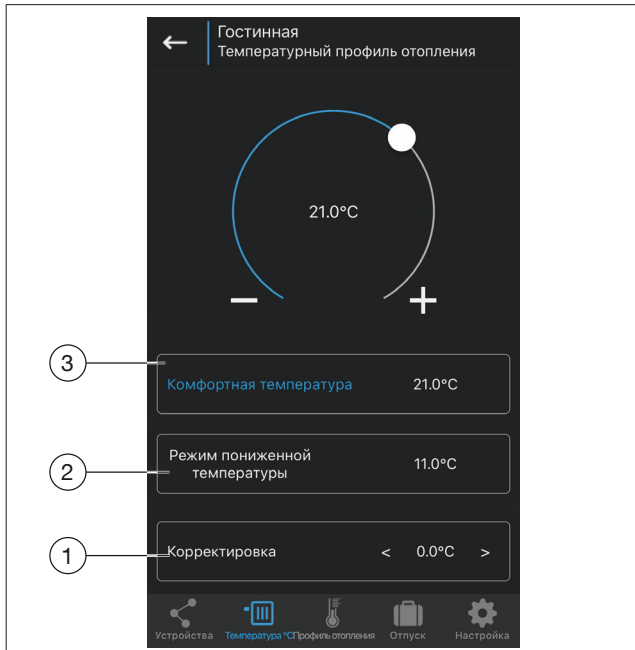 Гостинная
Температурный профиль отопления
21.0°C
3
Комфортная температура 21.0°C
2
Режим пониженной
температуры
11.0°C
1
Корректировка < 0.0°C >
Устройства Температура °C Профиль отопления Отпуск Настройка